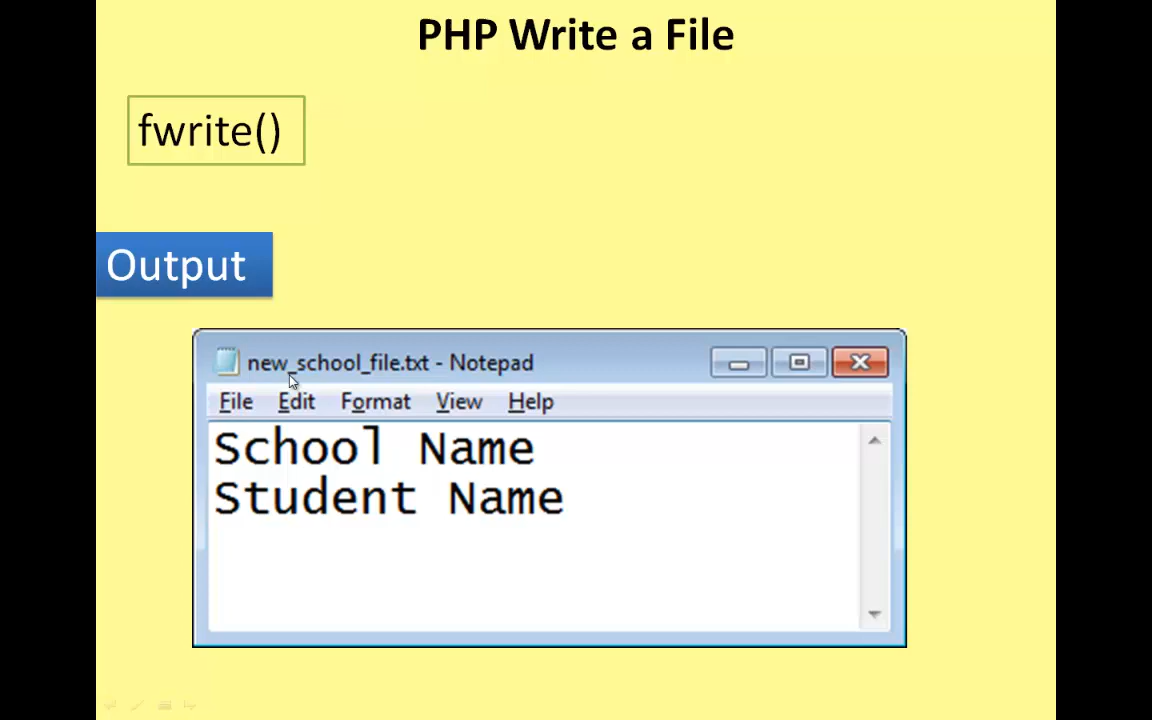 PHP Write a File
fwrite()
Output
new_school_file.txt - Notepad
File Edit Format View Help
School Name
Student Name